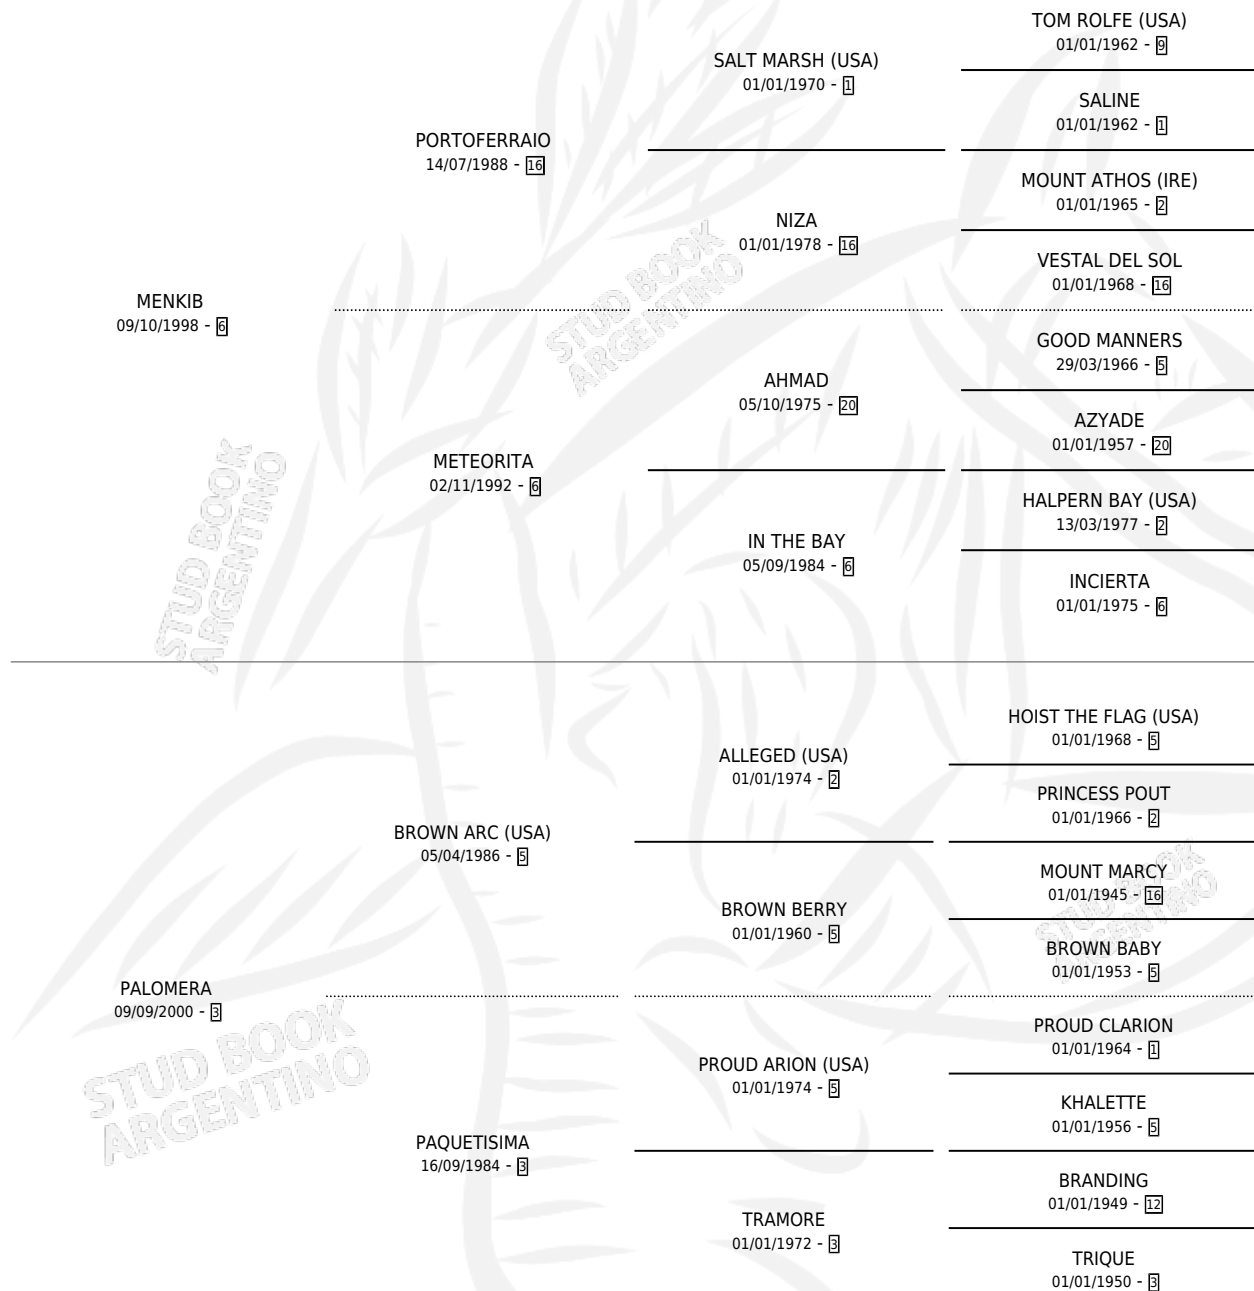 TOM ROLFE (USA)
01/01/1962 - 9
SALT MARSH (USA)
01/01/1970 - 1
SALINE
01/01/1962 - 1
PORTOFERRAIO
14/07/1988 - 16
MOUNT ATHOS (IRE)
01/01/1965 - 2
NIZA
01/01/1978 - 16
VESTAL DEL SOL
01/01/1968 - 16
MENKIB
09/10/1998 - 6
GOOD MANNERS
29/03/1966 - 5
AHMAD
05/10/1975 - 20
AZYADE
01/01/1957 - 20
METEORITA
02/11/1992 - 6
HALPERN BAY (USA)
13/03/1977 - 2
IN THE BAY
05/09/1984 - 6
INCIERTA
01/01/1975 - 6
HOIST THE FLAG (USA)
01/01/1968 - 5
ALLEGED (USA)
01/01/1974 - 2
PRINCESS POUT
01/01/1966 - 2
BROWN ARC (USA)
05/04/1986 - 5
MOUNT MARCY
01/01/1945 - 16
BROWN BERRY
01/01/1960 - 5
BROWN BABY
01/01/1953 - 5
PALOMERA
09/09/2000 - 3
PROUD CLARION
01/01/1964 - 1
PROUD ARION (USA)
01/01/1974 - 5
KHALETTE
01/01/1956 - 5
PAQUETISIMA
16/09/1984 - 3
BRANDING
01/01/1949 - 12
TRAMORE
01/01/1972 - 3
TRIQUE
01/01/1950 - 3
STUD BOOK
ARGENTINO
STUD BOOK
ARGENTINO
STUD BOOK
ARGENTINO
STUD BOOK
ARGENTINO